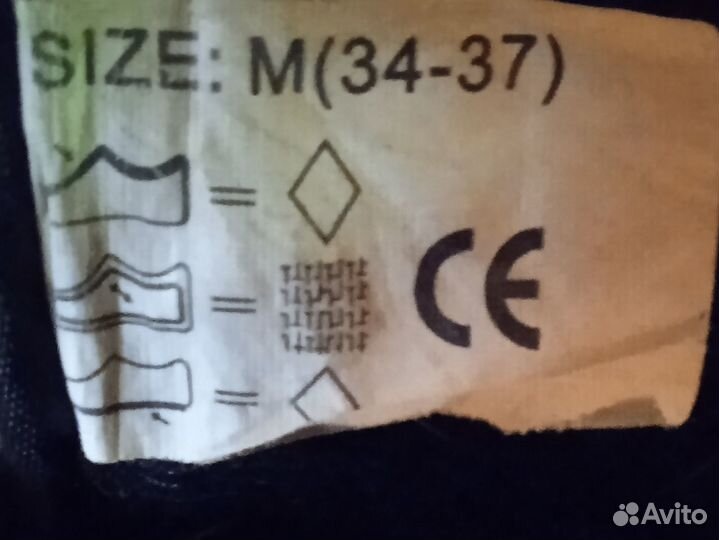 SIZE: M(34-37)
=
= CE
=
Avito